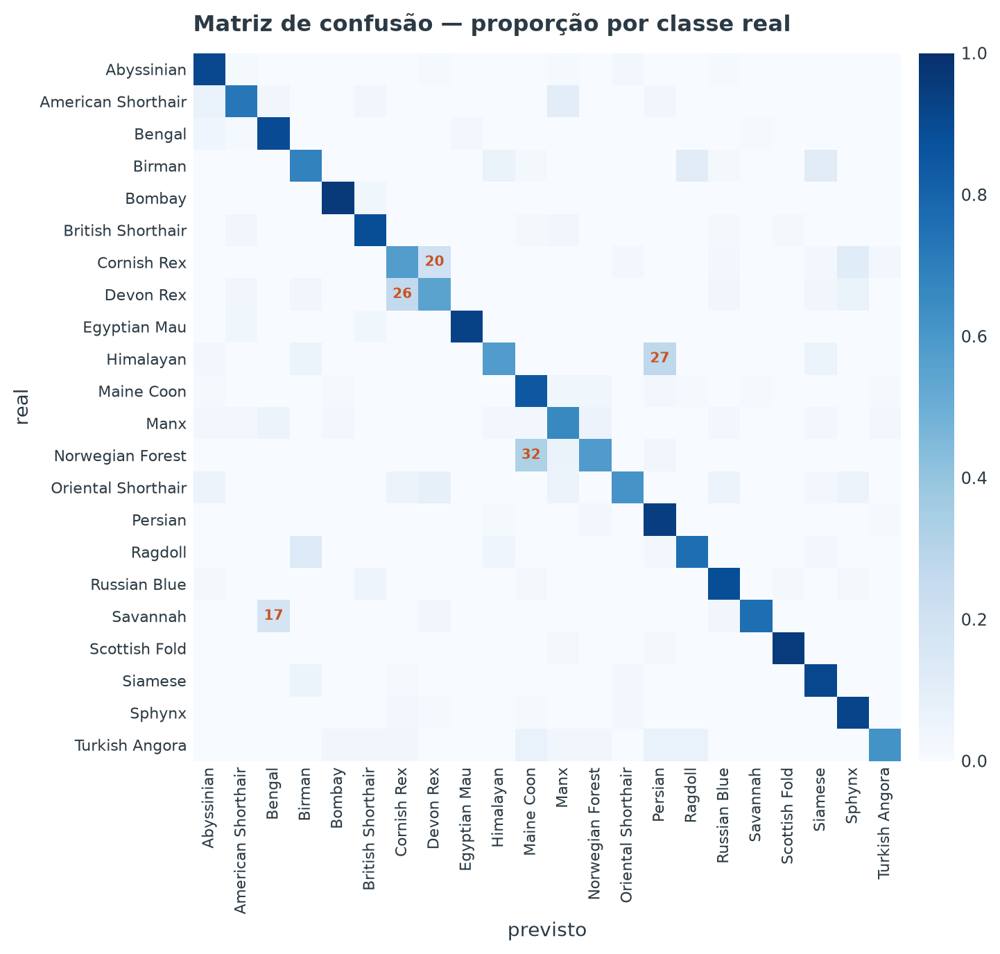 Matriz de confusão — proporção por classe real
Abyssinian
American Shorthair
Bengal
Birman
Bombay
British Shorthair
Cornish Rex
Devon Rex
Egyptian Mau
Himalayan
Maine Coon
Manx
Norwegian Forest
Oriental Shorthair
Persian
Ragdoll
Russian Blue
Savannah
Scottish Fold
Siamese
Sphynx
Turkish Angora
real
20
26
27
32
17
1.0
0.8
0.6
0.4
0.2
0.0
Abyssinian
American Shorthair
Bengal
Birman
Bombay
British Shorthair
Cornish Rex
Devon Rex
Egyptian Mau
Himalayan
Maine Coon
Manx
Norwegian Forest
Oriental Shorthair
Persian
Ragdoll
Russian Blue
Savannah
Scottish Fold
Siamese
Sphynx
Turkish Angora
previsto